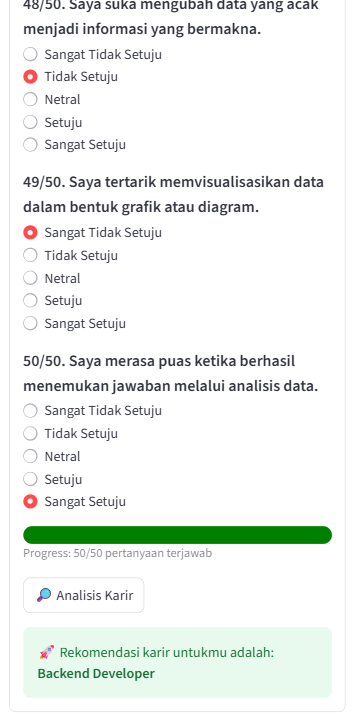 48/50. Saya suka mengubah data yang acak
menjadi informasi yang bermakna.
Sangat Tidak Setuju
Tidak Setuju
Netral
Setuju
Sangat Setuju
49/50. Saya tertarik memvisualisasikan data
dalam bentuk grafik atau diagram.
Sangat Tidak Setuju
Tidak Setuju
Netral
Setuju
Sangat Setuju
50/50. Saya merasa puas ketika berhasil
menemukan jawaban melalui analisis data.
Sangat Tidak Setuju
Tidak Setuju
Netral
Setuju
Sangat Setuju
Progress: 50/50 pertanyaan terjawab
🔎 Analisis Karir
🚀 Rekomendasi karir untukmu adalah:
Backend Developer